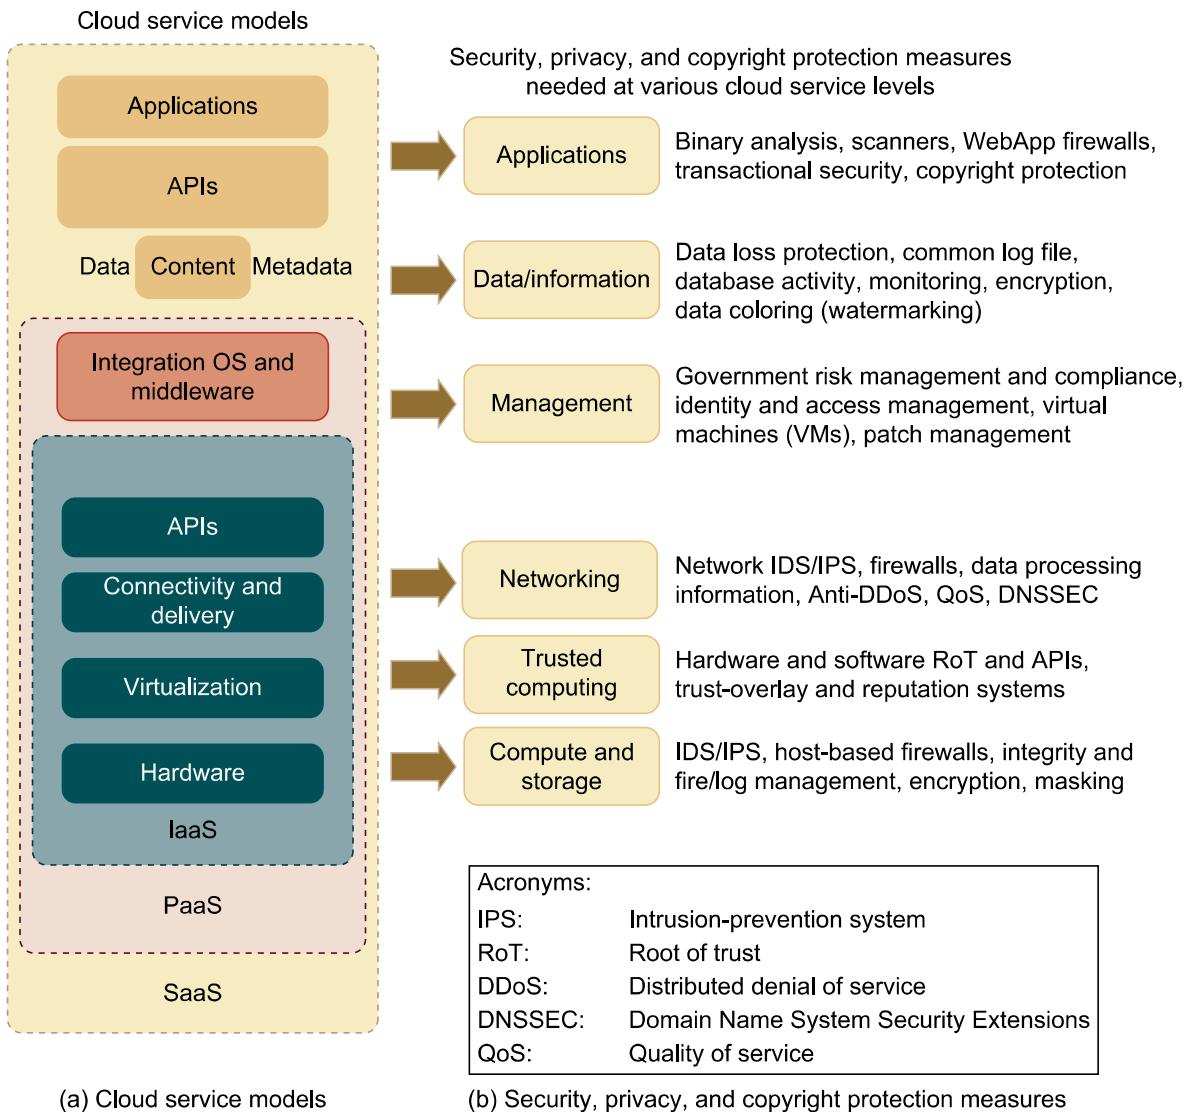 Cloud service models
Applications
APIs
Data
Content
Metadata
Integration OS and
middleware
APIs
Connectivity and
delivery
Virtualization
Hardware
IaaS
PaaS
SaaS
(a) Cloud service models
Security, privacy, and copyright protection measures
needed at various cloud service levels
Applications
Binary analysis, scanners, WebApp firewalls,
transactional security, copyright protection
Data/information
Data loss protection, common log file,
database activity, monitoring, encryption,
data coloring (watermarking)
Management
Government risk management and compliance,
identity and access management, virtual
machines (VMs), patch management
Networking
Network IDS/IPS, firewalls, data processing
information, Anti-DDoS, QoS, DNSSEC
Trusted
computing
Hardware and software RoT and APIs,
trust-overlay and reputation systems
Compute and
storage
IDS/IPS, host-based firewalls, integrity and
fire/log management, encryption, masking
Acronyms:
IPS: Intrusion-prevention system
RoT: Root of trust
DDoS: Distributed denial of service
DNSSEC: Domain Name System Security Extensions
QoS: Quality of service
(b) Security, privacy, and copyright protection measures